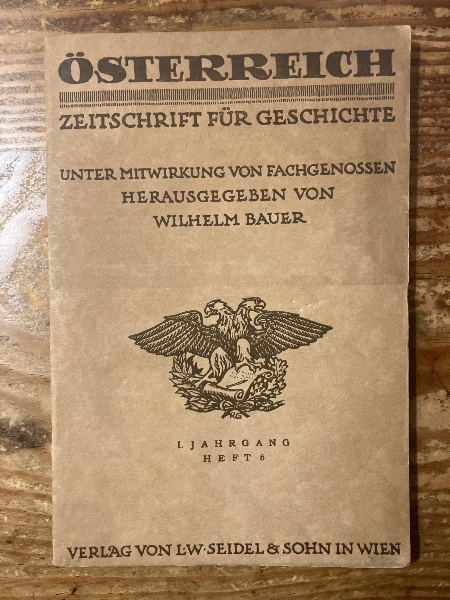 ÖSTERREICH
ZEITSCHRIFT FÜR GESCHICHTE
UNTER MITWIRKUNG VON FACHGENOSSEN
HERAUSGEGEBEN VON
WILHELM BAUER
I. JAHRGANG
HEFT 6
VERLAG VON L·W·SEIDEL & SOHN IN WIEN